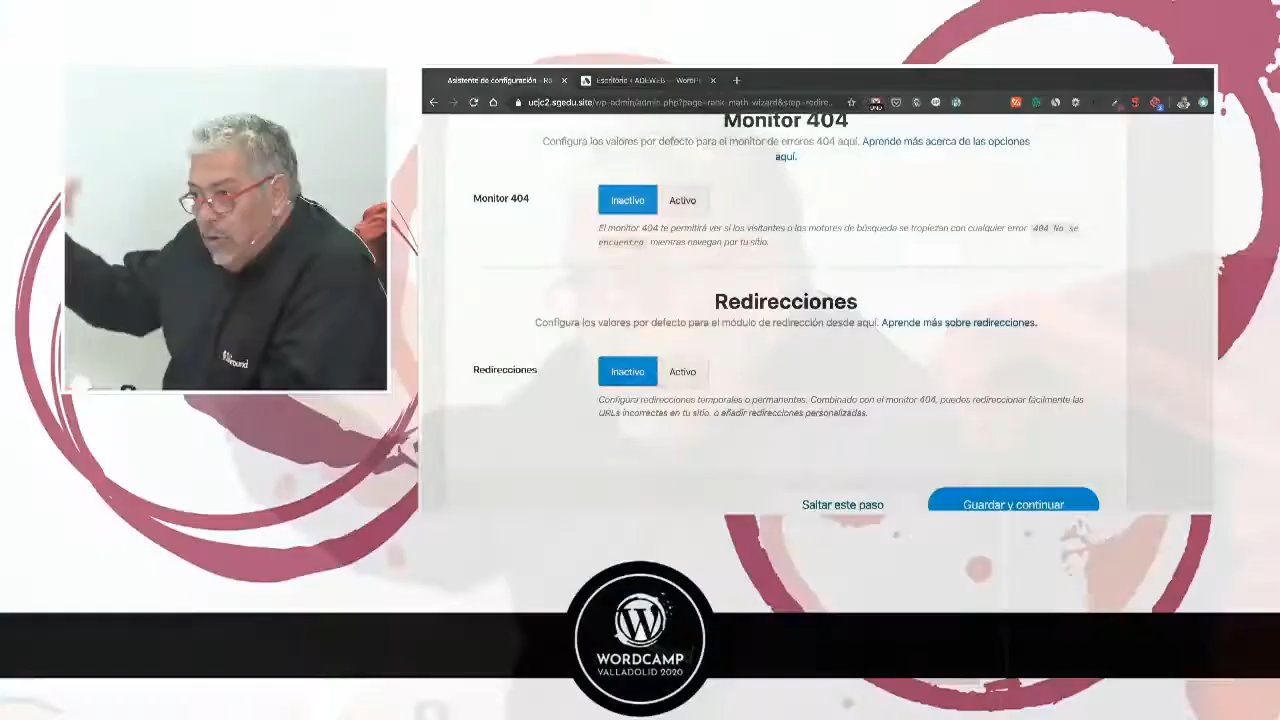 Asistente de configuración - Ra
Escritorio ‹ ADEWEB — WordPr
ucjc2.sgedu.site/wp-admin/admin.php?page=rank-math-wizard&step=redire...
Monitor 404
Configura los valores por defecto para el monitor de errores 404 aquí. Aprende más acerca de las opciones
aquí.
Monitor 404
Inactivo
Activo
El monitor 404 te permitirá ver si los visitantes o los motores de búsqueda se tropiezan con cualquier error 404 No se
encuentra mientras navegan por tu sitio.
Redirecciones
Configura los valores por defecto para el módulo de redirección desde aquí. Aprende más sobre redirecciones.
Redirecciones
Inactivo
Activo
Configura redirecciones temporales o permanentes. Combinado con el monitor 404, puedes redireccionar fácilmente las
URLs incorrectas en tu sitio, o añadir redirecciones personalizadas.
Saltar este paso
Guardar y continuar
WORDCAMP
VALLADOLID 2020